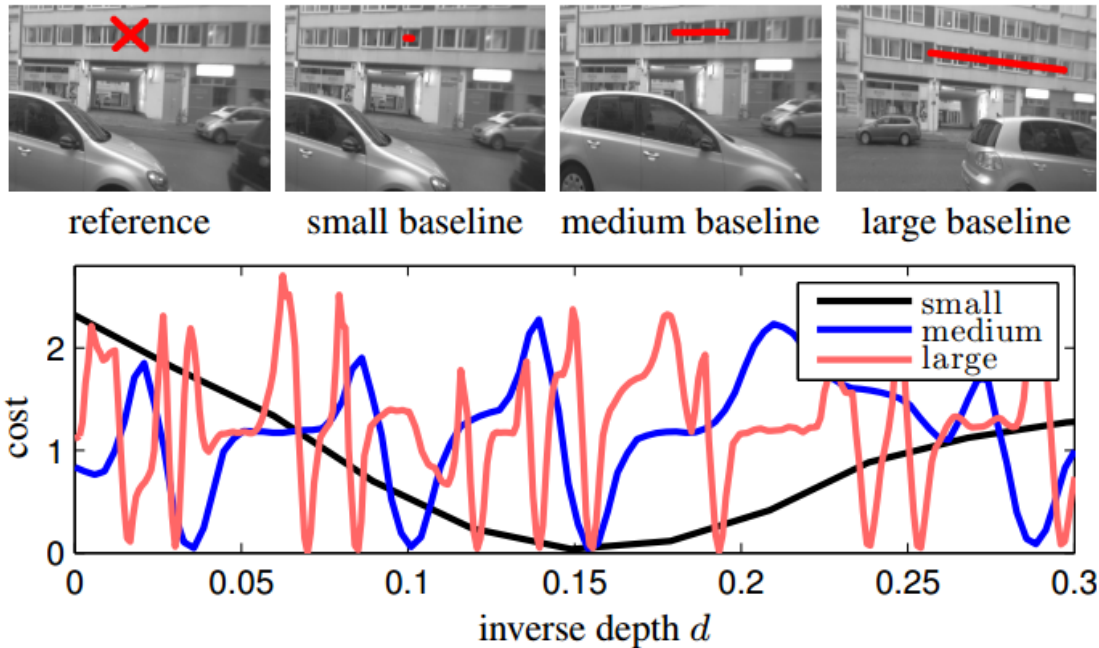 reference
small baseline
medium baseline
large baseline
small
medium
large
2
1
0
cost
0
0.05
0.1
0.15
0.2
0.25
0.3
inverse depth d